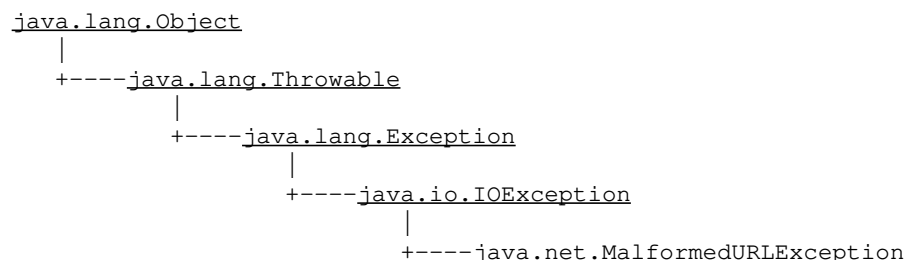 java.lang.Object
|
+----java.lang.Throwable
|
+----java.lang.Exception
|
+----java.io.IOException
|
+----java.net.MalformedURLException